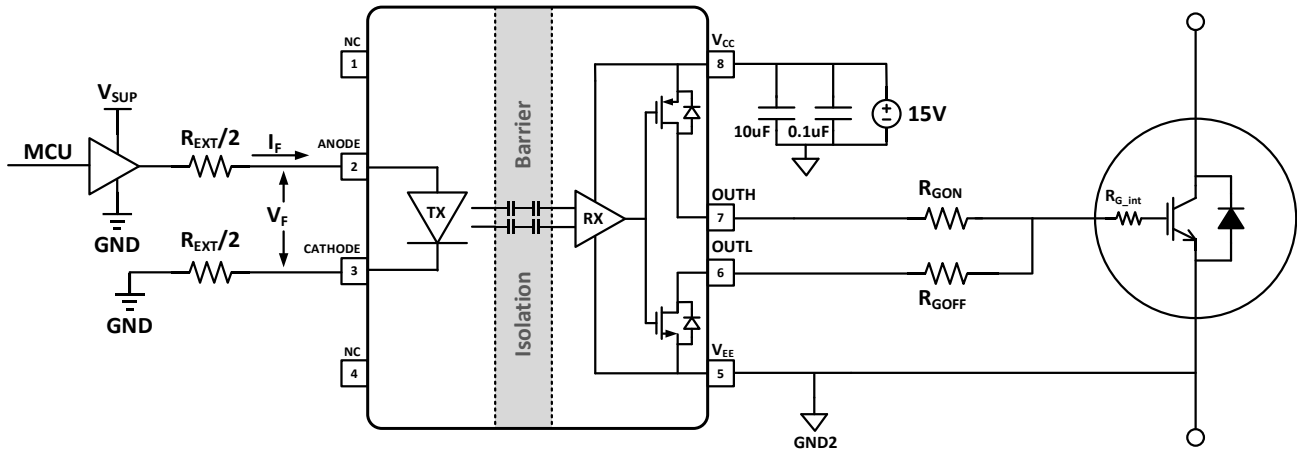 NC
1
V_CC
8
V_SUP
10uF
0.1uF
15V
MCU
R_EXT/2
I_F
ANODE
2
Barrier
TX
RX
OUTH
7
R_GON
R_G_int
V_F
GND
R_EXT/2
CATHODE
3
OUTL
6
R_GOFF
GND
Isolation
NC
4
V_EE
5
GND2